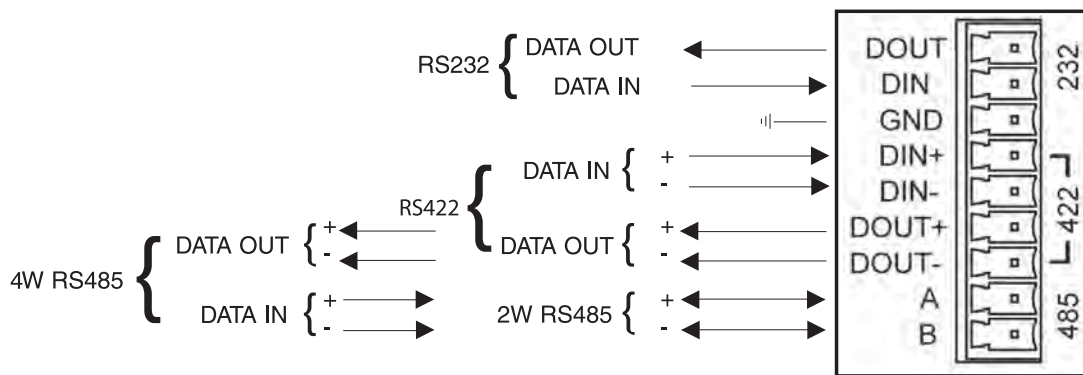 RS232 { DATA OUT
DATA IN
RS422 { DATA IN { + -
DATA OUT { + -
4W RS485 { DATA OUT { + -
DATA IN { + -
2W RS485 { + -
DOUT
DIN
GND
DIN+
DIN-
DOUT+
DOUT-
A
B
232
422
485